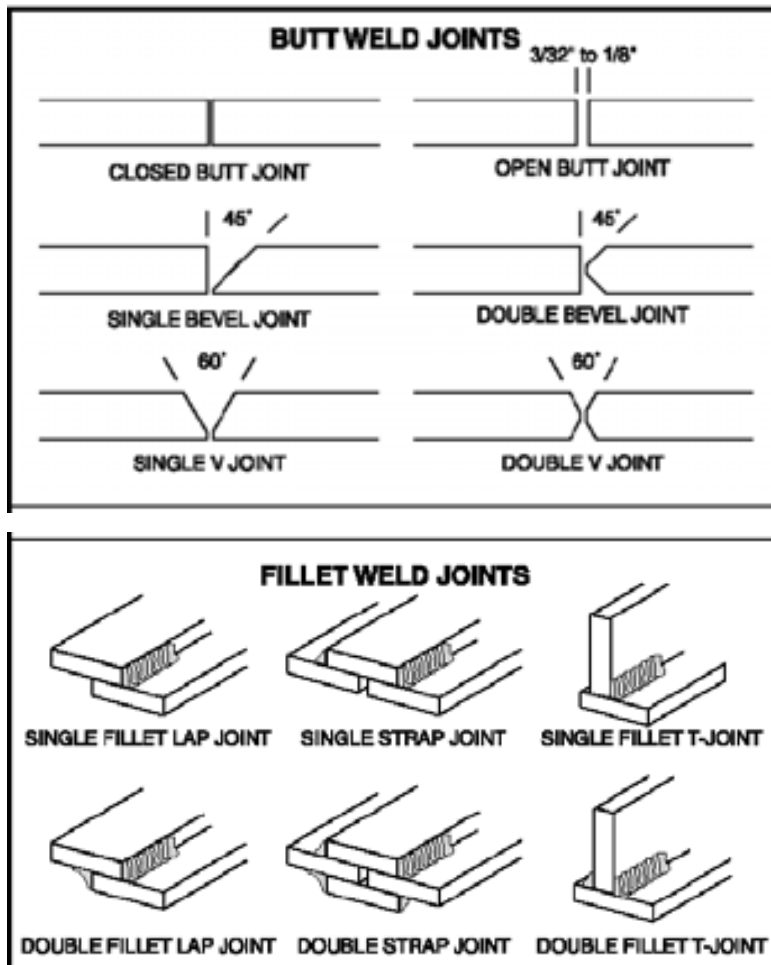 BUTT WELD JOINTS
3/32" to 1/8"
CLOSED BUTT JOINT
OPEN BUTT JOINT
45°
45°
SINGLE BEVEL JOINT
DOUBLE BEVEL JOINT
60°
60°
SINGLE V JOINT
DOUBLE V JOINT
FILLET WELD JOINTS
SINGLE FILLET LAP JOINT
SINGLE STRAP JOINT
SINGLE FILLET T-JOINT
DOUBLE FILLET LAP JOINT
DOUBLE STRAP JOINT
DOUBLE FILLET T-JOINT